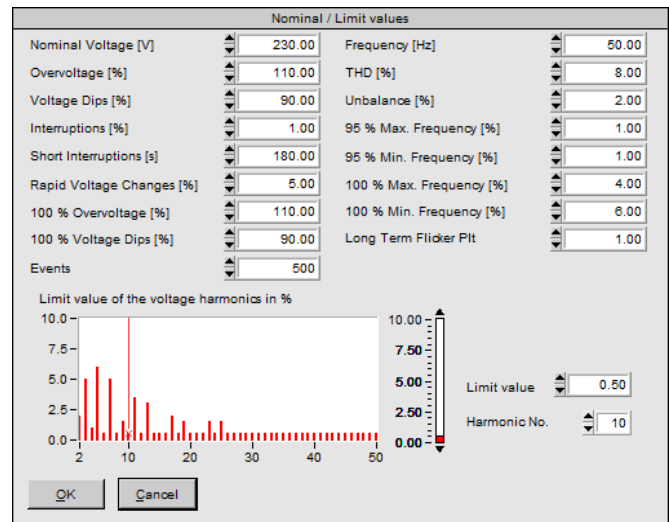 Nominal / Limit values
Nominal Voltage [V] 230.00 Frequency [Hz] 50.00
Overvoltage [%] 110.00 THD [%] 8.00
Voltage Dips [%] 90.00 Unbalance [%] 2.00
Interruptions [%] 1.00 95 % Max. Frequency [%] 1.00
Short Interruptions [s] 180.00 95 % Min. Frequency [%] 1.00
Rapid Voltage Changes [%] 5.00 100 % Max. Frequency [%] 4.00
100 % Overvoltage [%] 110.00 100 % Min. Frequency [%] 6.00
100 % Voltage Dips [%] 90.00 Long Term Flicker Plt 1.00
Events 500
Limit value of the voltage harmonics in %
10.0 10.00
7.5 7.50
5.0 5.00 Limit value 0.50
2.5 2.50 Harmonic No. 10
0.0 0.00
2 10 20 30 40 50
OK Cancel